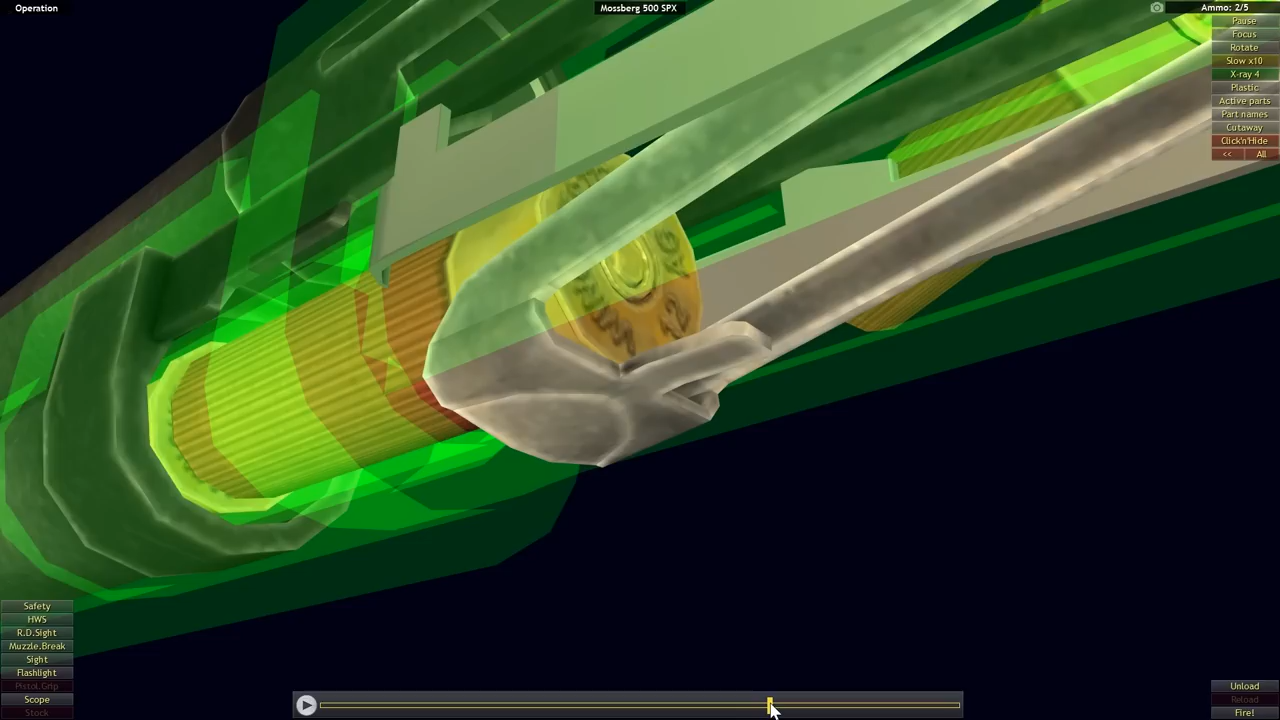 Operation
Mossberg 500 SPX
Ammo: 2/5
Pause
Focus
Rotate
Slow x10
X-ray 4
Plastic
Active parts
Part names
Cutaway
Click'n'Hide
<< All
Safety
HWS
R.D.Sight
Muzzle.Break
Sight
Flashlight
Pistol.Grip
Scope
Stock
Unload
Reload
Fire!